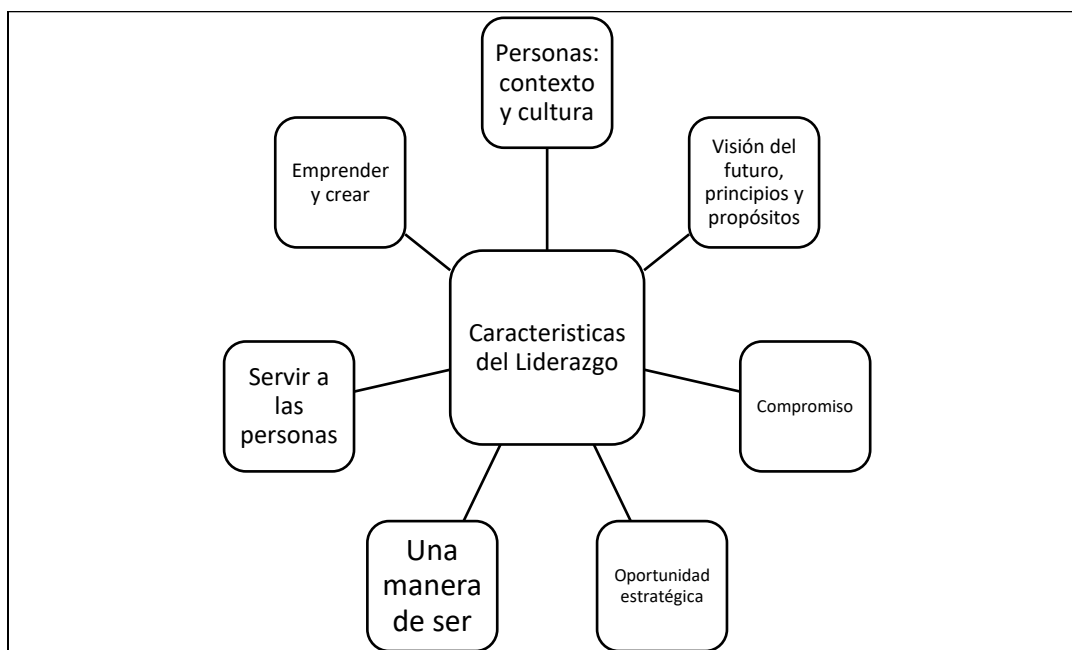 Personas:
contexto
y cultura
Visión del
futuro,
principios y
propósitos
Compromiso
Oportunidad
estratégica
Una
manera
de ser
Servir a
las
personas
Emprender
y crear
Caracteristicas
del Liderazgo